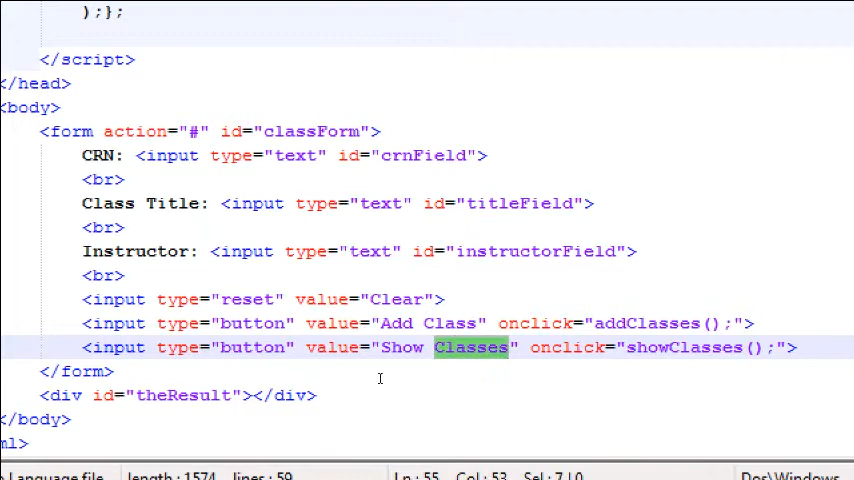 );};
</script>
</head>
<body>
<form action="#" id="classForm">
CRN: <input type="text" id="crnField">
<br>
Class Title: <input type="text" id="titleField">
<br>
Instructor: <input type="text" id="instructorField">
<br>
<input type="reset" value="Clear">
<input type="button" value="Add Class" onclick="addClasses();">
<input type="button" value="Show Classes" onclick="showClasses();">
</form>
<div id="theResult"></div>
</body>
ml>
Language file length : 1574 lines : 59 Ln : 55 Col : 53 Sel : 7 | 0 Dos\Windows